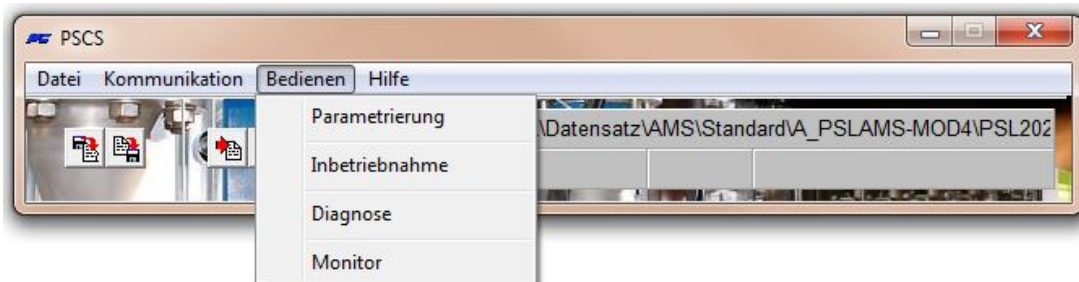 PSCS
Datei Kommunikation Bedienen Hilfe
Parametrierung
.\Datensatz\AMS\Standard\A_PSLAMS-MOD4\PSL202
Inbetriebnahme
Diagnose
Monitor